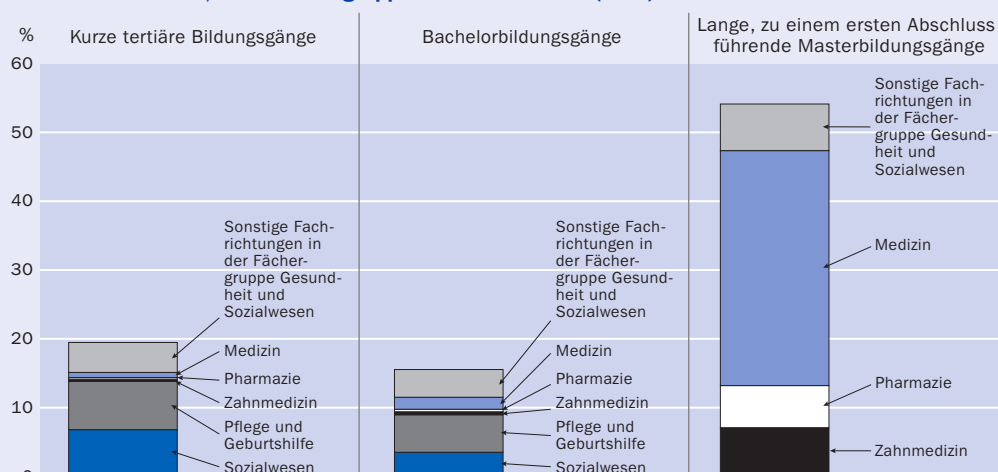 %
Kurze tertiäre Bildungsgänge
Bachelorbildungsgänge
Lange, zu einem ersten Abschluss
führende Masterbildungsgänge
60
50
40
30
20
10
Sonstige Fach-
richtungen in
der Fächer-
gruppe Gesund-
heit und
Sozialwesen
Medizin
Pharmazie
Zahnmedizin
Pflege und
Geburtshilfe
Sozialwesen
Sonstige Fach-
richtungen in
der Fächer-
gruppe Gesund-
heit und
Sozialwesen
Medizin
Pharmazie
Zahnmedizin
Pflege und
Geburtshilfe
Sozialwesen
Sonstige Fach-
richtungen in
der Fächer-
gruppe Gesund-
heit und
Sozialwesen
Medizin
Pharmazie
Zahnmedizin